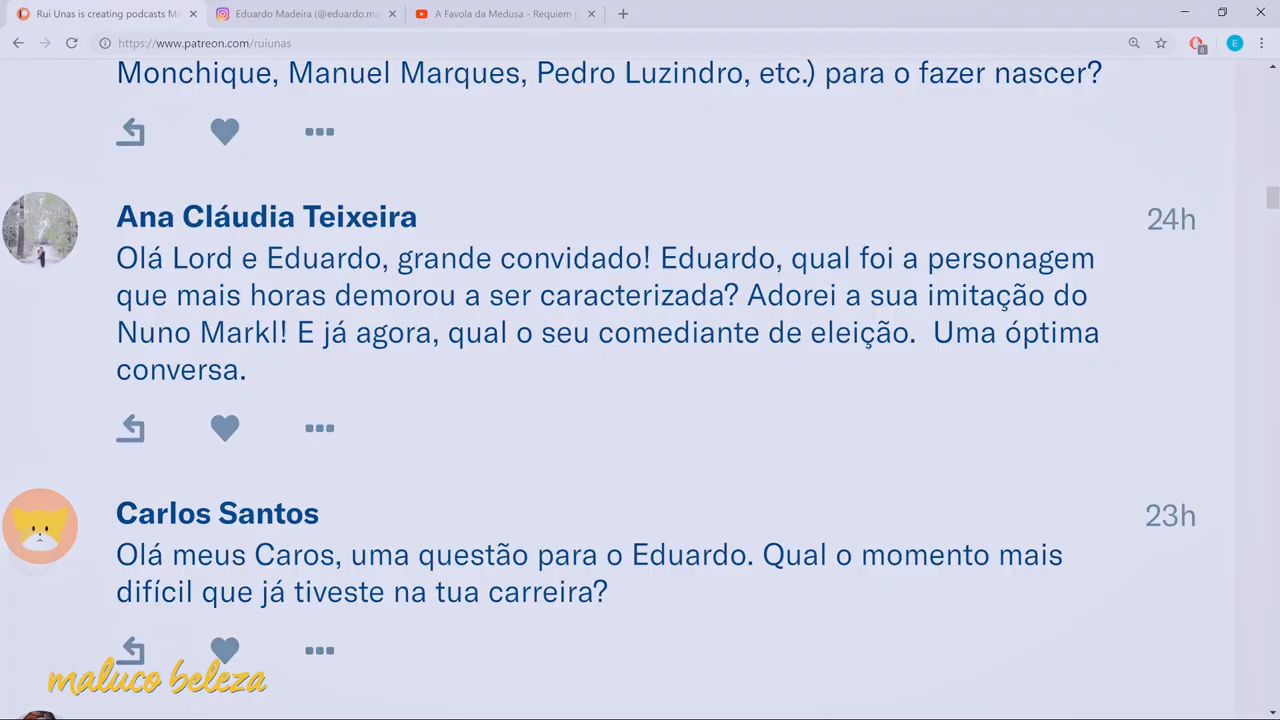 Rui Unas is creating podcasts Ma
Eduardo Madeira (@eduardo.ma
A Favola da Medusa - Requiem p
https://www.patreon.com/ruiunas
E
Monchique, Manuel Marques, Pedro Luzindro, etc.) para o fazer nascer?
Ana Cláudia Teixeira
24h
Olá Lord e Eduardo, grande convidado! Eduardo, qual foi a personagem
que mais horas demorou a ser caracterizada? Adorei a sua imitação do
Nuno Markl! E já agora, qual o seu comediante de eleição.  Uma óptima
conversa.
Carlos Santos
23h
Olá meus Caros, uma questão para o Eduardo. Qual o momento mais
difícil que já tiveste na tua carreira?
maluco beleza